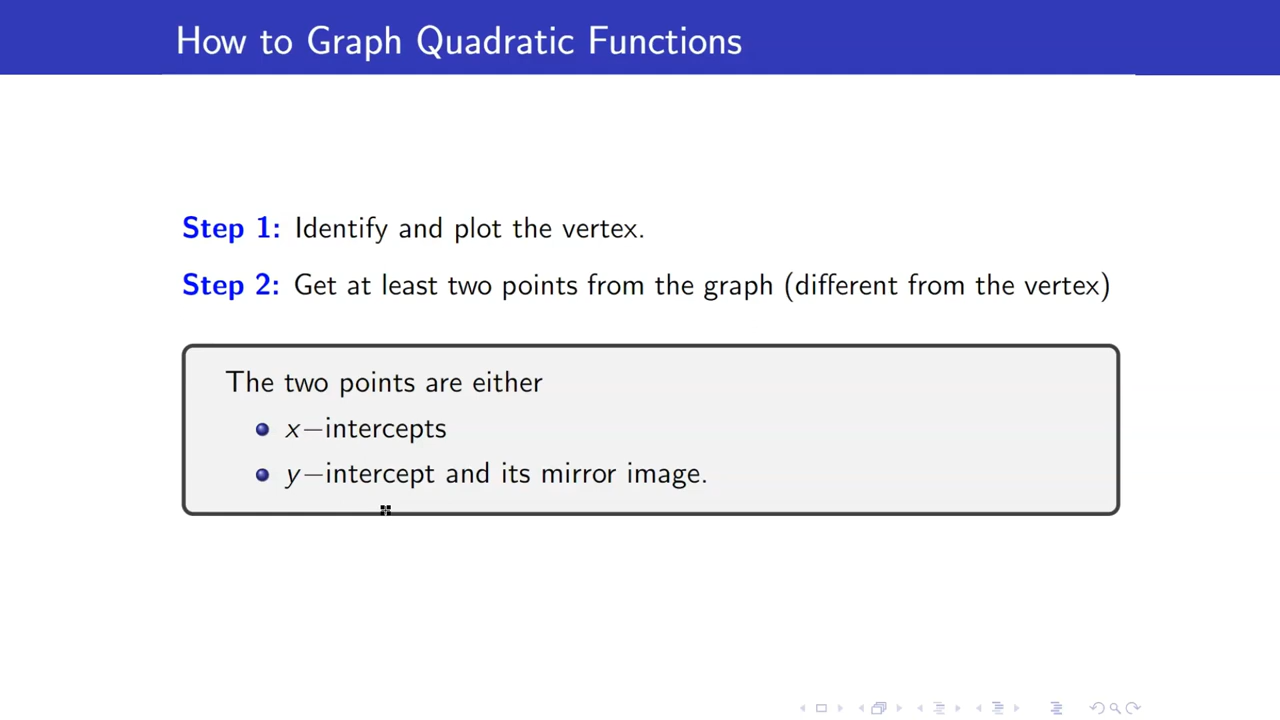 How to Graph Quadratic Functions
Step 1: Identify and plot the vertex.
Step 2: Get at least two points from the graph (different from the vertex)
The two points are either
x−intercepts
y−intercept and its mirror image.